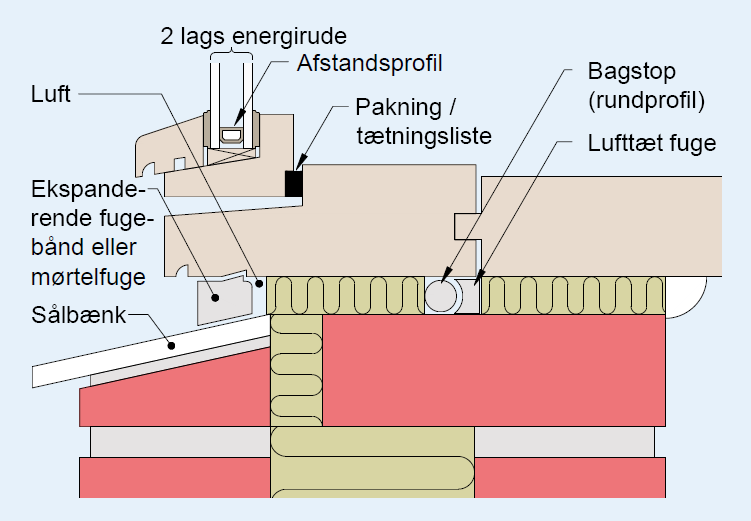 2 lags energirude
Afstandsprofil
Luft
Pakning /
tætningsliste
Bagstop
(rundprofil)
Lufttæt fuge
Ekspande-
rende fuge-
bånd eller
mørtelfuge
Sålbænk